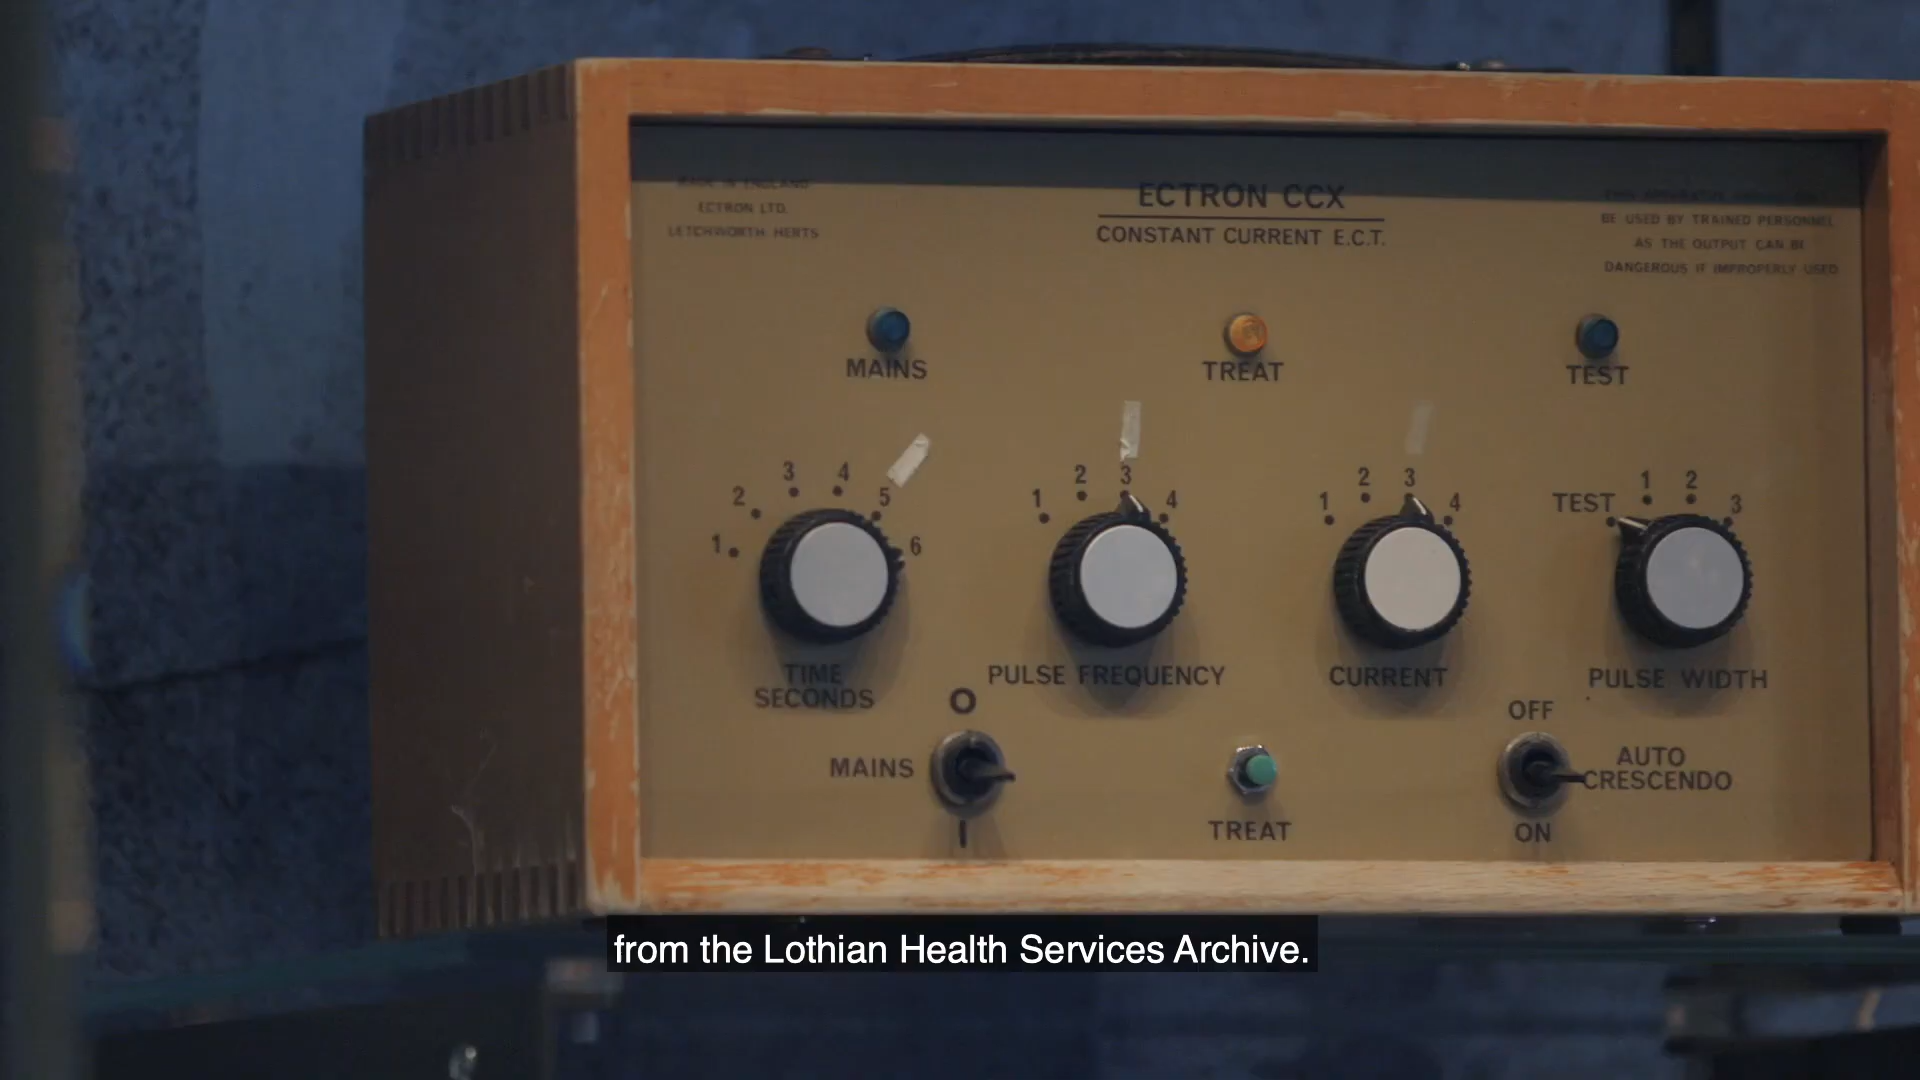 MADE IN ENGLAND
ECTRON LTD.
LETCHWORTH HERTS
ECTRON CCX
CONSTANT CURRENT E.C.T.
BE USED BY TRAINED PERSONNEL
AS THE OUTPUT CAN BE
DANGEROUS IF IMPROPERLY USED
MAINS
TREAT
TEST
1 2 3 4 5 6
TIME
SECONDS
1 2 3 4
PULSE FREQUENCY
1 2 3 4
CURRENT
TEST 1 2 3
PULSE WIDTH
O
MAINS
I
TREAT
OFF
AUTO
CRESCENDO
ON
from the Lothian Health Services Archive.